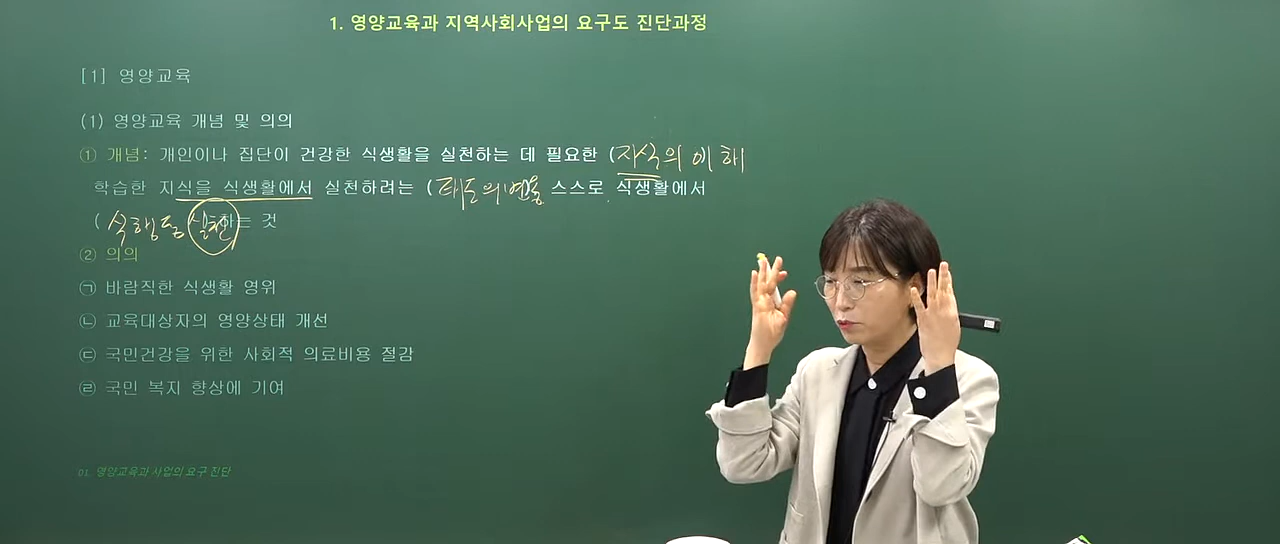 1. 영양교육과 지역사회사업의 요구도 진단과정
[1] 영양교육
(1) 영양교육 개념 및 의의
① 개념: 개인이나 집단이 건강한 식생활을 실천하는 데 필요한 (지식의 이해
학습한 지식을 식생활에서 실천하려는 (태도의 변용 스스로 식생활에서
( 식행동 실천하는 것
② 의의
㉠ 바람직한 식생활 영위
㉡ 교육대상자의 영양상태 개선
㉢ 국민건강을 위한 사회적 의료비용 절감
㉣ 국민 복지 향상에 기여
01. 영양교육과 사업의 요구 진단